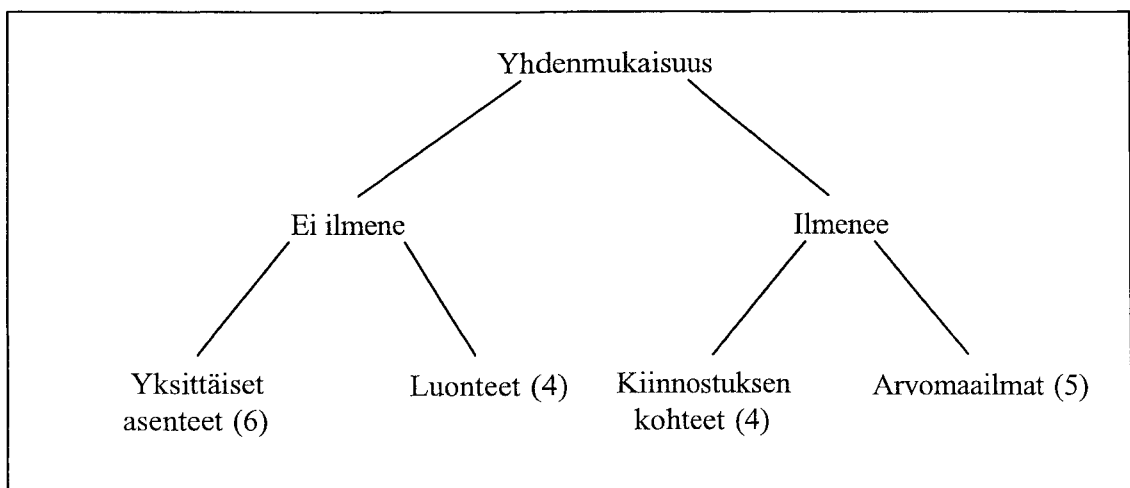 Yhdenmukaisuus
Ei ilmene
Ilmenee
Yksittäiset
asenteet (6)
Luonteet (4)
Kiinnostuksen
kohteet (4)
Arvomaailmat (5)